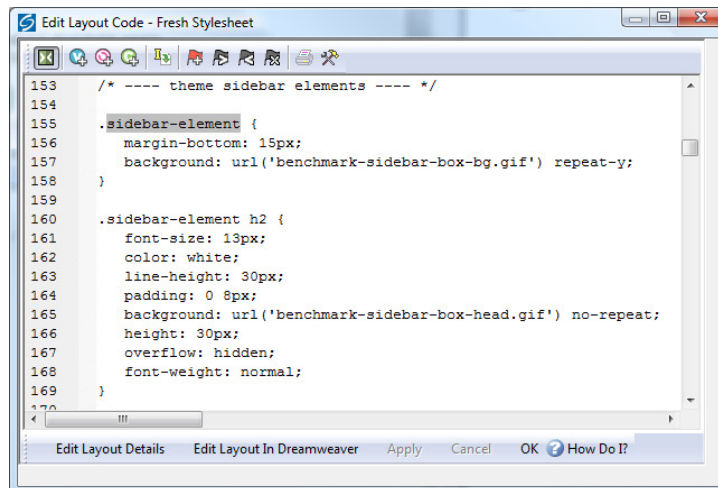 Edit Layout Code - Fresh Stylesheet
153 /* ---- theme sidebar elements ---- */
154
155 .sidebar-element {
156 margin-bottom: 15px;
157 background: url('benchmark-sidebar-box-bg.gif') repeat-y;
158 }
159
160 .sidebar-element h2 {
161 font-size: 13px;
162 color: white;
163 line-height: 30px;
164 padding: 0 8px;
165 background: url('benchmark-sidebar-box-head.gif') no-repeat;
166 height: 30px;
167 overflow: hidden;
168 font-weight: normal;
169 }
170
Edit Layout Details Edit Layout In Dreamweaver Apply Cancel OK ? How Do I?